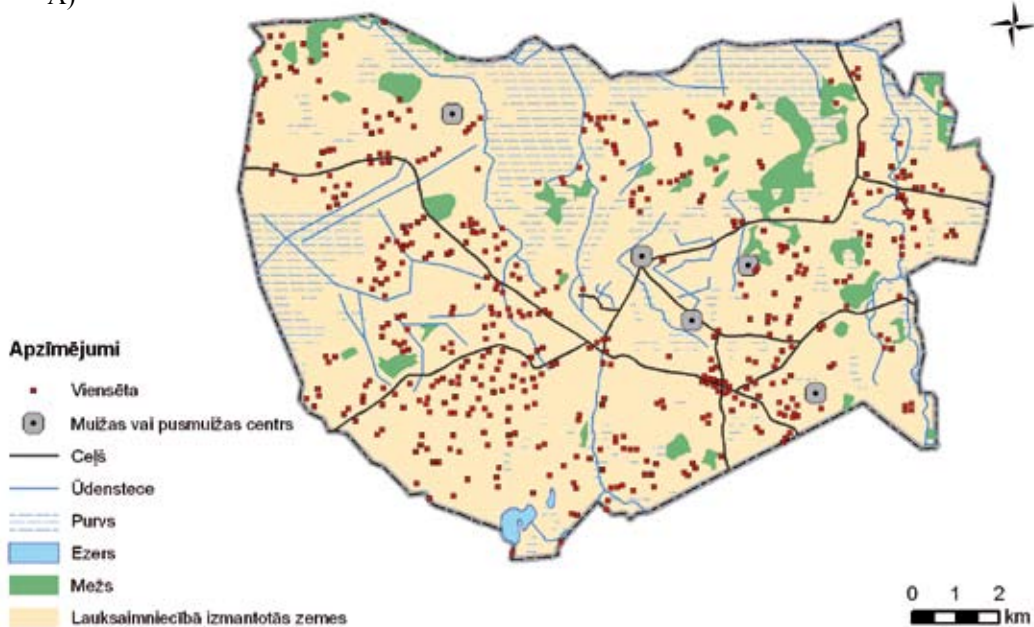 A)
Apzīmējumi
Viensēta
Muižas vai pusmuižas centrs
Ceļš
Ūdenstece
Purvs
Ezers
Mežs
Lauksaimniecībā izmantotās zemes
0 1 2
km